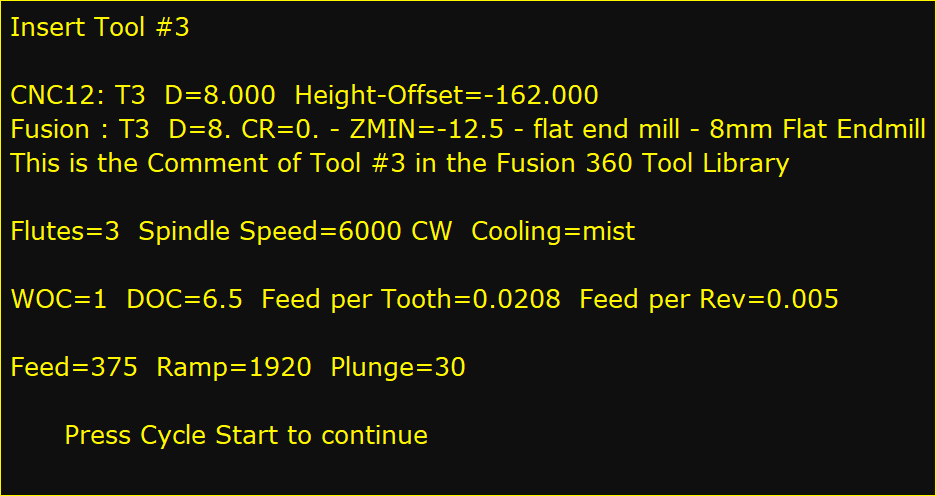 Insert Tool #3
CNC12: T3 D=8.000 Height-Offset=-162.000
Fusion : T3 D=8. CR=0. - ZMIN=-12.5 - flat end mill - 8mm Flat Endmill
This is the Comment of Tool #3 in the Fusion 360 Tool Library
Flutes=3 Spindle Speed=6000 CW Cooling=mist
WOC=1 DOC=6.5 Feed per Tooth=0.0208 Feed per Rev=0.005
Feed=375 Ramp=1920 Plunge=30
Press Cycle Start to continue